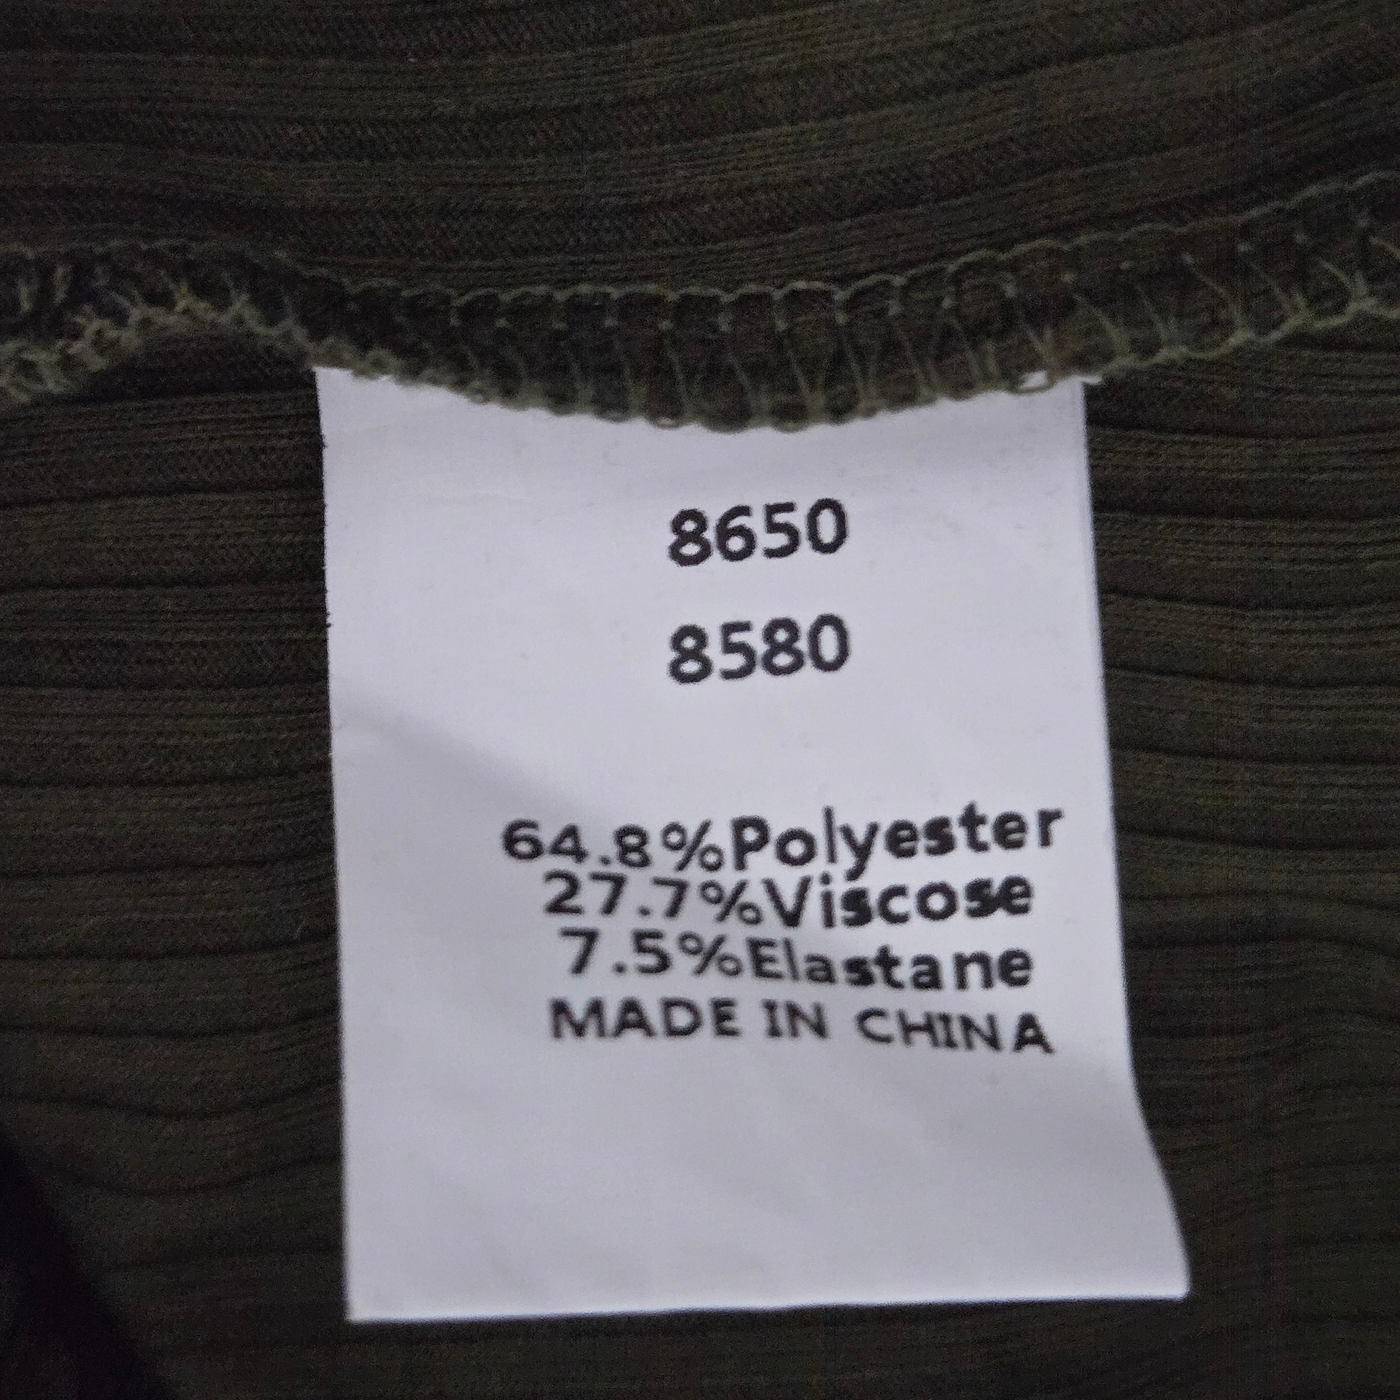 8650
8580
64.8%Polyester
27.7%Viscose
7.5%Elastane
MADE IN CHINA